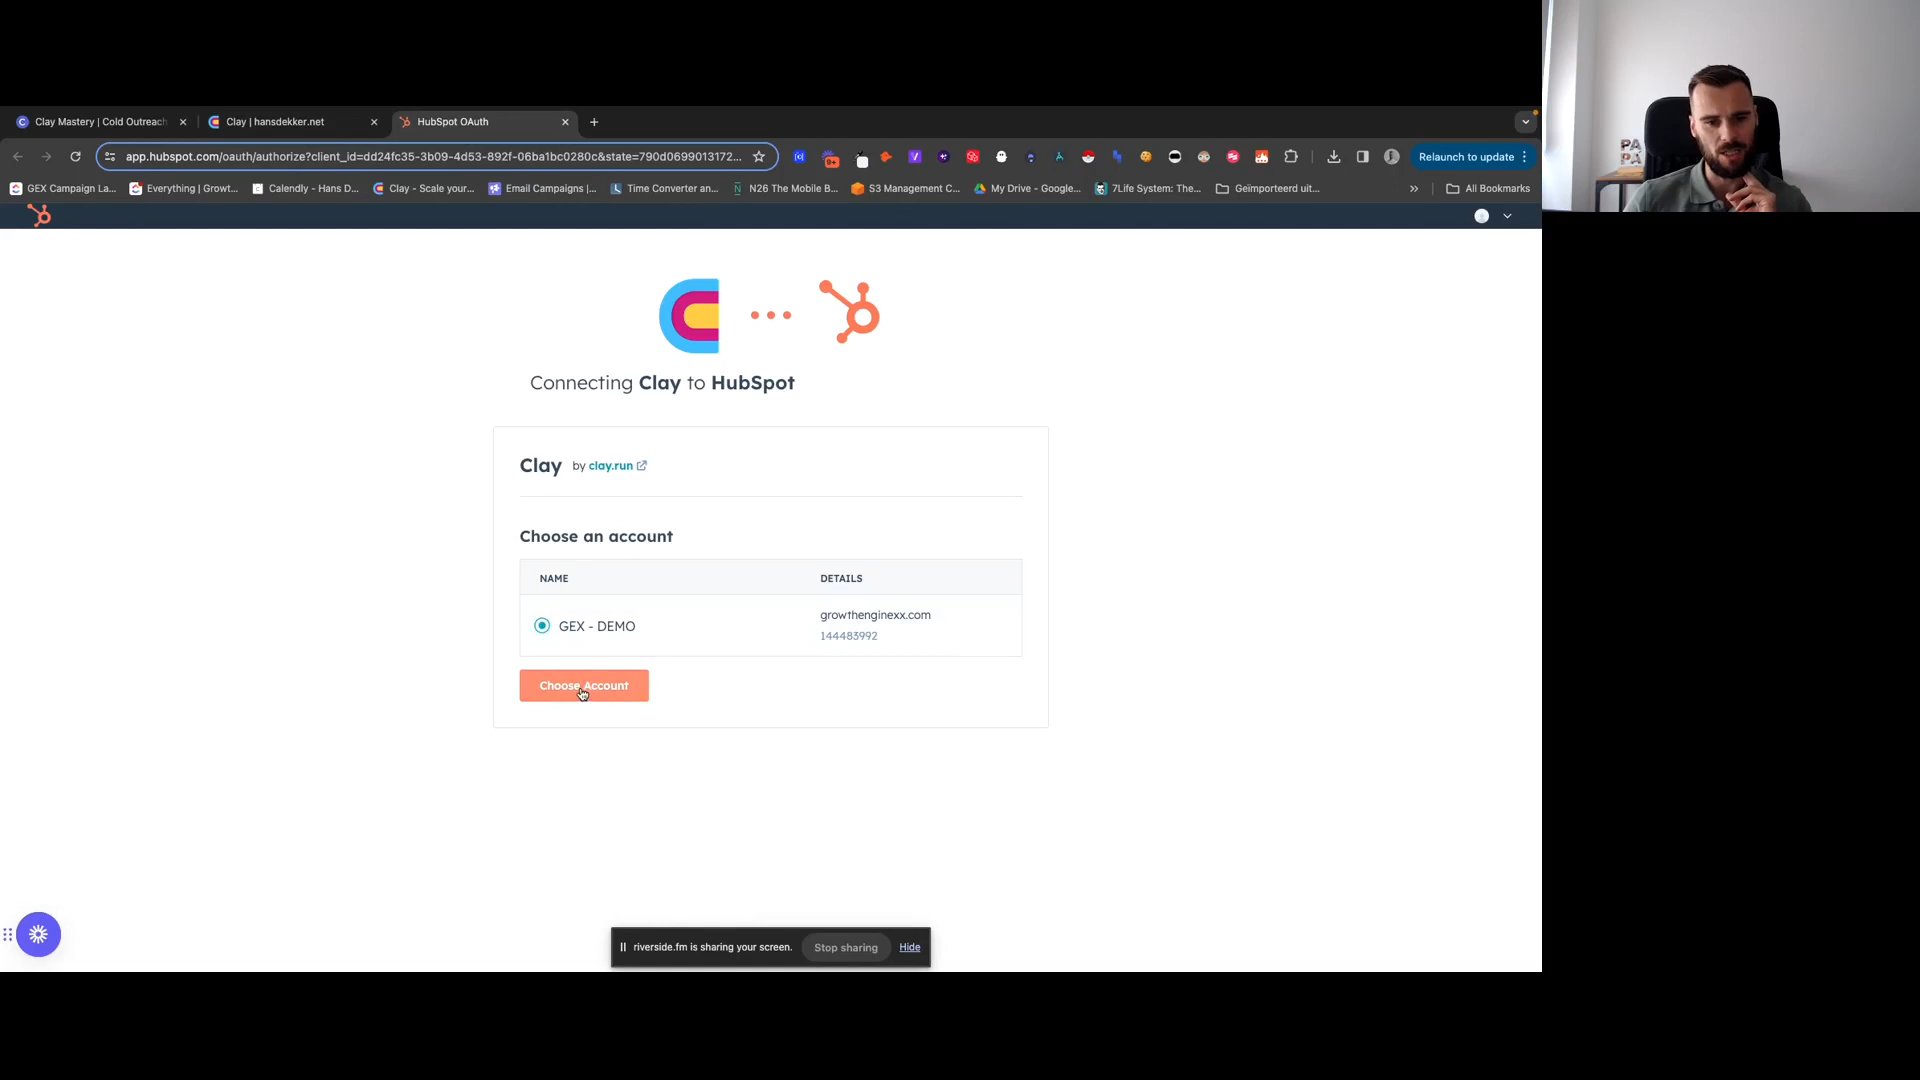 Clay Mastery | Cold Outreach
Clay | hansdekker.net
HubSpot OAuth
app.hubspot.com/oauth/authorize?client_id=dd24fc35-3b09-4d53-892f-06ba1bc0280c&state=790d0699013172...
Relaunch to update
GEX Campaign La...
Everything | Growt...
Calendly - Hans D...
Clay - Scale your...
Email Campaigns |...
Time Converter an...
N26 The Mobile B...
S3 Management C...
My Drive - Google...
7Life System: The...
Geïmporteerd uit...
»
All Bookmarks
PA
PA
Connecting Clay to HubSpot
Clay by clay.run
Choose an account
NAME DETAILS
GEX - DEMO
growthenginexx.com
144483992
Choose Account
riverside.fm is sharing your screen. Stop sharing Hide